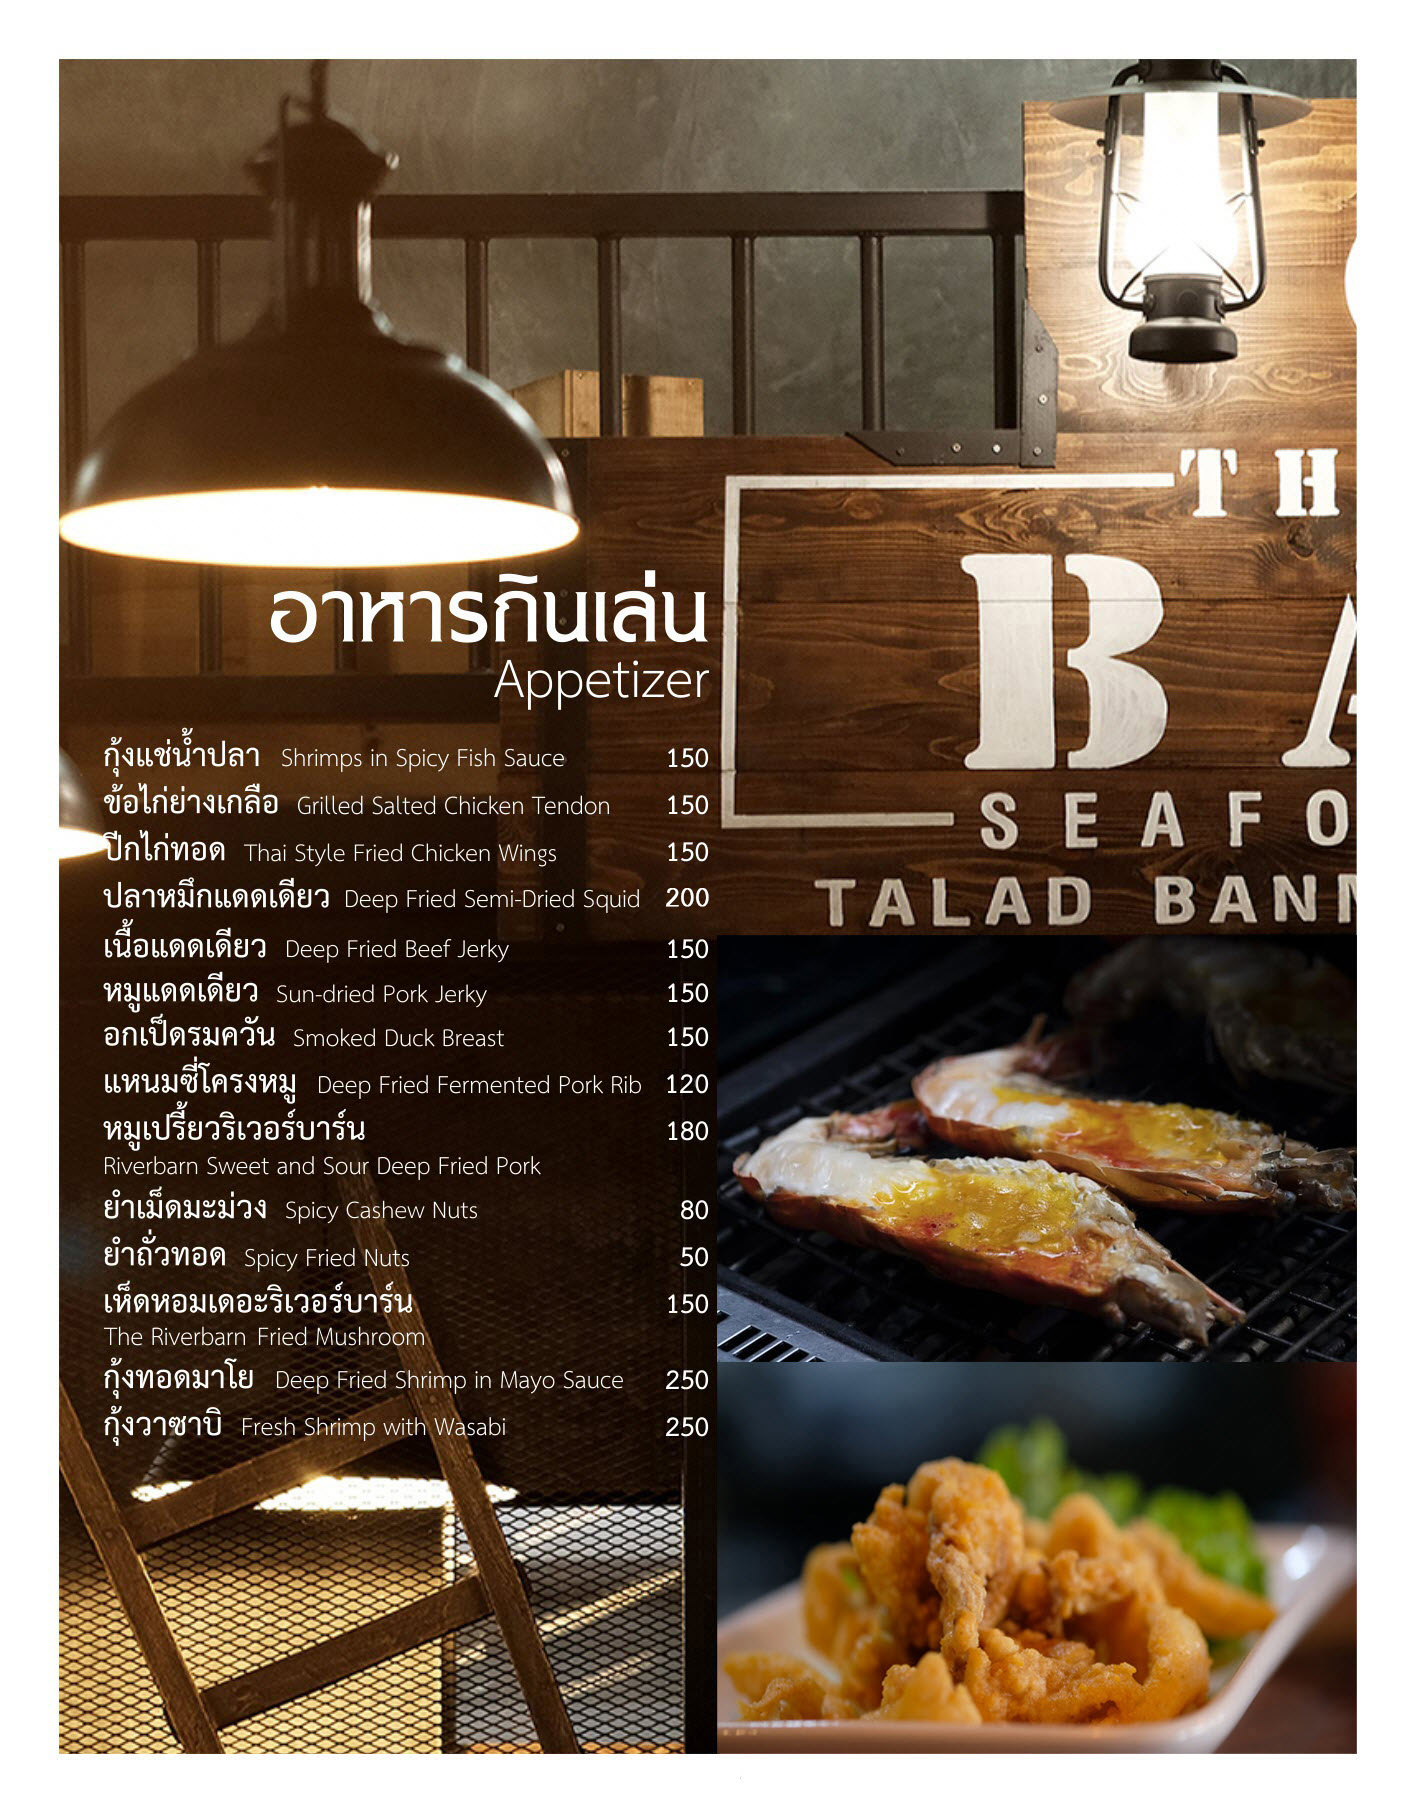 TH
BA
SEAFO
TALAD BANN
อาหารกินเล่น
Appetizer
กุ้งแช่น้ำปลา Shrimps in Spicy Fish Sauce 150
ข้อไก่ย่างเกลือ Grilled Salted Chicken Tendon 150
ปีกไก่ทอด Thai Style Fried Chicken Wings 150
ปลาหมึกแดดเดียว Deep Fried Semi-Dried Squid 200
เนื้อแดดเดียว Deep Fried Beef Jerky 150
หมูแดดเดียว Sun-dried Pork Jerky 150
อกเป็ดรมควัน Smoked Duck Breast 150
แหนมซี่โครงหมู Deep Fried Fermented Pork Rib 120
หมูเปรี้ยวริเวอร์บาร์น 180
Riverbarn Sweet and Sour Deep Fried Pork
ยำเม็ดมะม่วง Spicy Cashew Nuts 80
ยำถั่วทอด Spicy Fried Nuts 50
เห็ดหอมเดอะริเวอร์บาร์น 150
The Riverbarn Fried Mushroom
กุ้งทอดมาโย Deep Fried Shrimp in Mayo Sauce 250
กุ้งวาซาบิ Fresh Shrimp with Wasabi 250